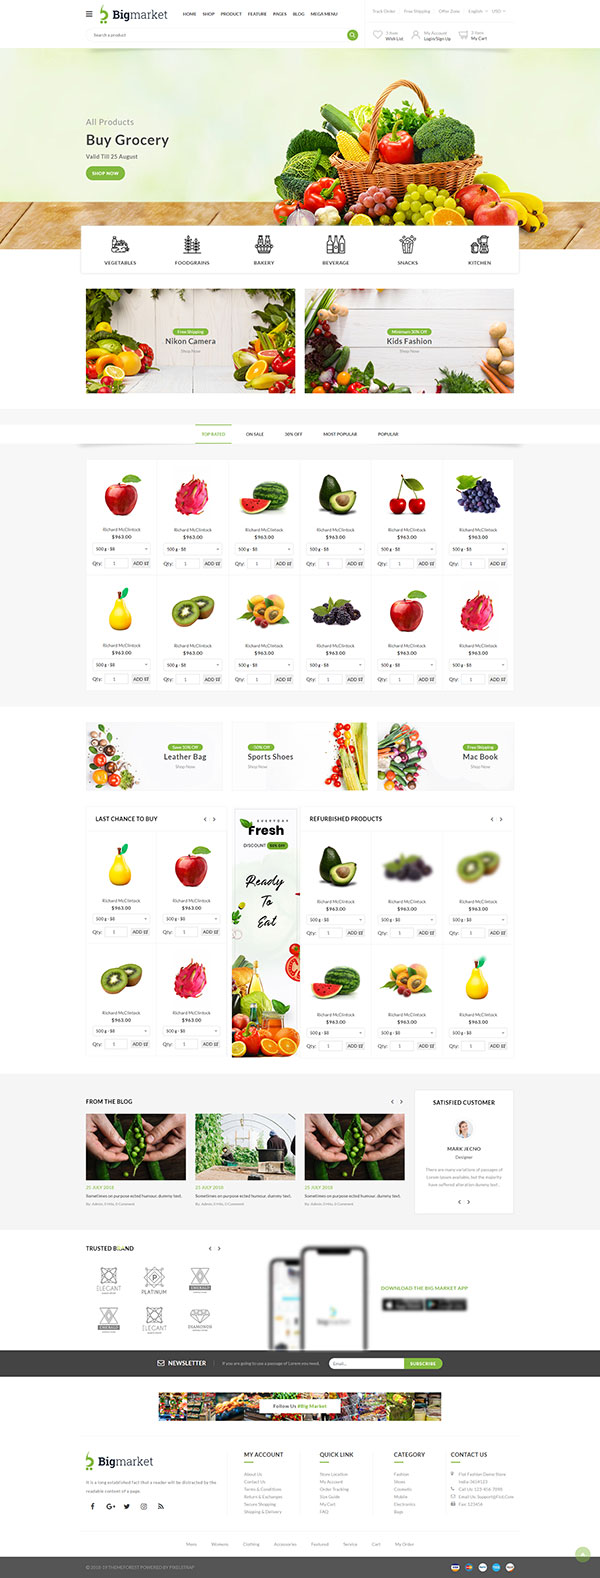 Bigmarket
HOME SHOP PRODUCT FEATURE PAGES BLOG MEGA MENU
Track Order Free Shipping Offer Zone English USD
Search a product
Wish List
My Account
Login/Sign Up
My Cart
All Products
Buy Grocery
Valid Till 25 August
SHOP NOW
VEGETABLES FOODGRAINS BAKERY BEVERAGE SNACKS KITCHEN
Free Shipping
Nikon Camera
Shop Now
Minimum 30% Off
Kids Fashion
Shop Now
TOP RATED ON SALE 30% OFF MOST POPULAR POPULAR
Richard McClintock Richard McClintock Richard McClintock Richard McClintock Richard McClintock Richard McClintock
$963.00 $963.00 $963.00 $963.00 $963.00 $963.00
500 g - $8 500 g - $8 500 g - $8 500 g - $8 500 g - $8 500 g - $8
Qty: 1 ADD Qty: 1 ADD Qty: 1 ADD Qty: 1 ADD Qty: 1 ADD Qty: 1 ADD
Richard McClintock Richard McClintock Richard McClintock Richard McClintock Richard McClintock Richard McClintock
$963.00 $963.00 $963.00 $963.00 $963.00 $963.00
500 g - $8 500 g - $8 500 g - $8 500 g - $8 500 g - $8 500 g - $8
Qty: 1 ADD Qty: 1 ADD Qty: 1 ADD Qty: 1 ADD Qty: 1 ADD Qty: 1 ADD
Save 50% Off
Leather Bag
Shop Now
-50% Off
Sports Shoes
Shop Now
Free Shipping
Mac Book
Shop Now
LAST CHANCE TO BUY
Richard McClintock Richard McClintock
$963.00 $963.00
500 g - $8 500 g - $8
Qty: 1 ADD Qty: 1 ADD
Richard McClintock Richard McClintock
$963.00 $963.00
500 g - $8 500 g - $8
Qty: 1 ADD Qty: 1 ADD
EVERYDAY
Fresh
DISCOUNT 50% OFF
Ready
To
Eat
REFURBISHED PRODUCTS
Richard McClintock Richard McClintock Richard McClintock
$963.00 $963.00 $963.00
500 g - $8 500 g - $8 500 g - $8
Qty: 1 ADD Qty: 1 ADD Qty: 1 ADD
Richard McClintock Richard McClintock Richard McClintock
$963.00 $963.00 $963.00
500 g - $8 500 g - $8 500 g - $8
Qty: 1 ADD Qty: 1 ADD Qty: 1 ADD
FROM THE BLOG
25 JULY 2018 25 JULY 2018 25 JULY 2018
Sometimes on purpose ected humour. dummy text. Sometimes on purpose ected humour. dummy text. Sometimes on purpose ected humour. dummy text.
By. Admin, 0 Hits, 0 Comment By. Admin, 0 Hits, 0 Comment By. Admin, 0 Hits, 0 Comment
SATISFIED CUSTOMER
MARK JECNO
Designer
There are many variations of passages of
Lorem Ipsum available, but the majority
have suffered alteration dummy text.
TRUSTED BRAND
ELEGANT PLATINUM EMERALD
EMERALD ELEGANT DIAMONDS
Bigmarket
DOWNLOAD THE BIG MARKET APP
NEWSLETTER
If you are going to use a passage of Lorem you need,
Email...
SUBSCRIBE
Follow Us #Big Market
Bigmarket
It is a long established fact that a reader will be distracted by the
readable content of a page.
MY ACCOUNT
About Us
Contact Us
Terms & Conditions
Return & Exchanges
Secure Shopping
Shopping & Delivery
QUICK LINK
Store Location
My Account
Order Tracking
Size Guide
My Cart
FAQ
CATEGORY
Fashion
Shoes
Cosmetic
Mobile
Electronics
Bags
CONTACT US
Call Us: 123-456-7898
Fax: 123456
Mens Womens Clothing Accessories Featured Service Cart My Order